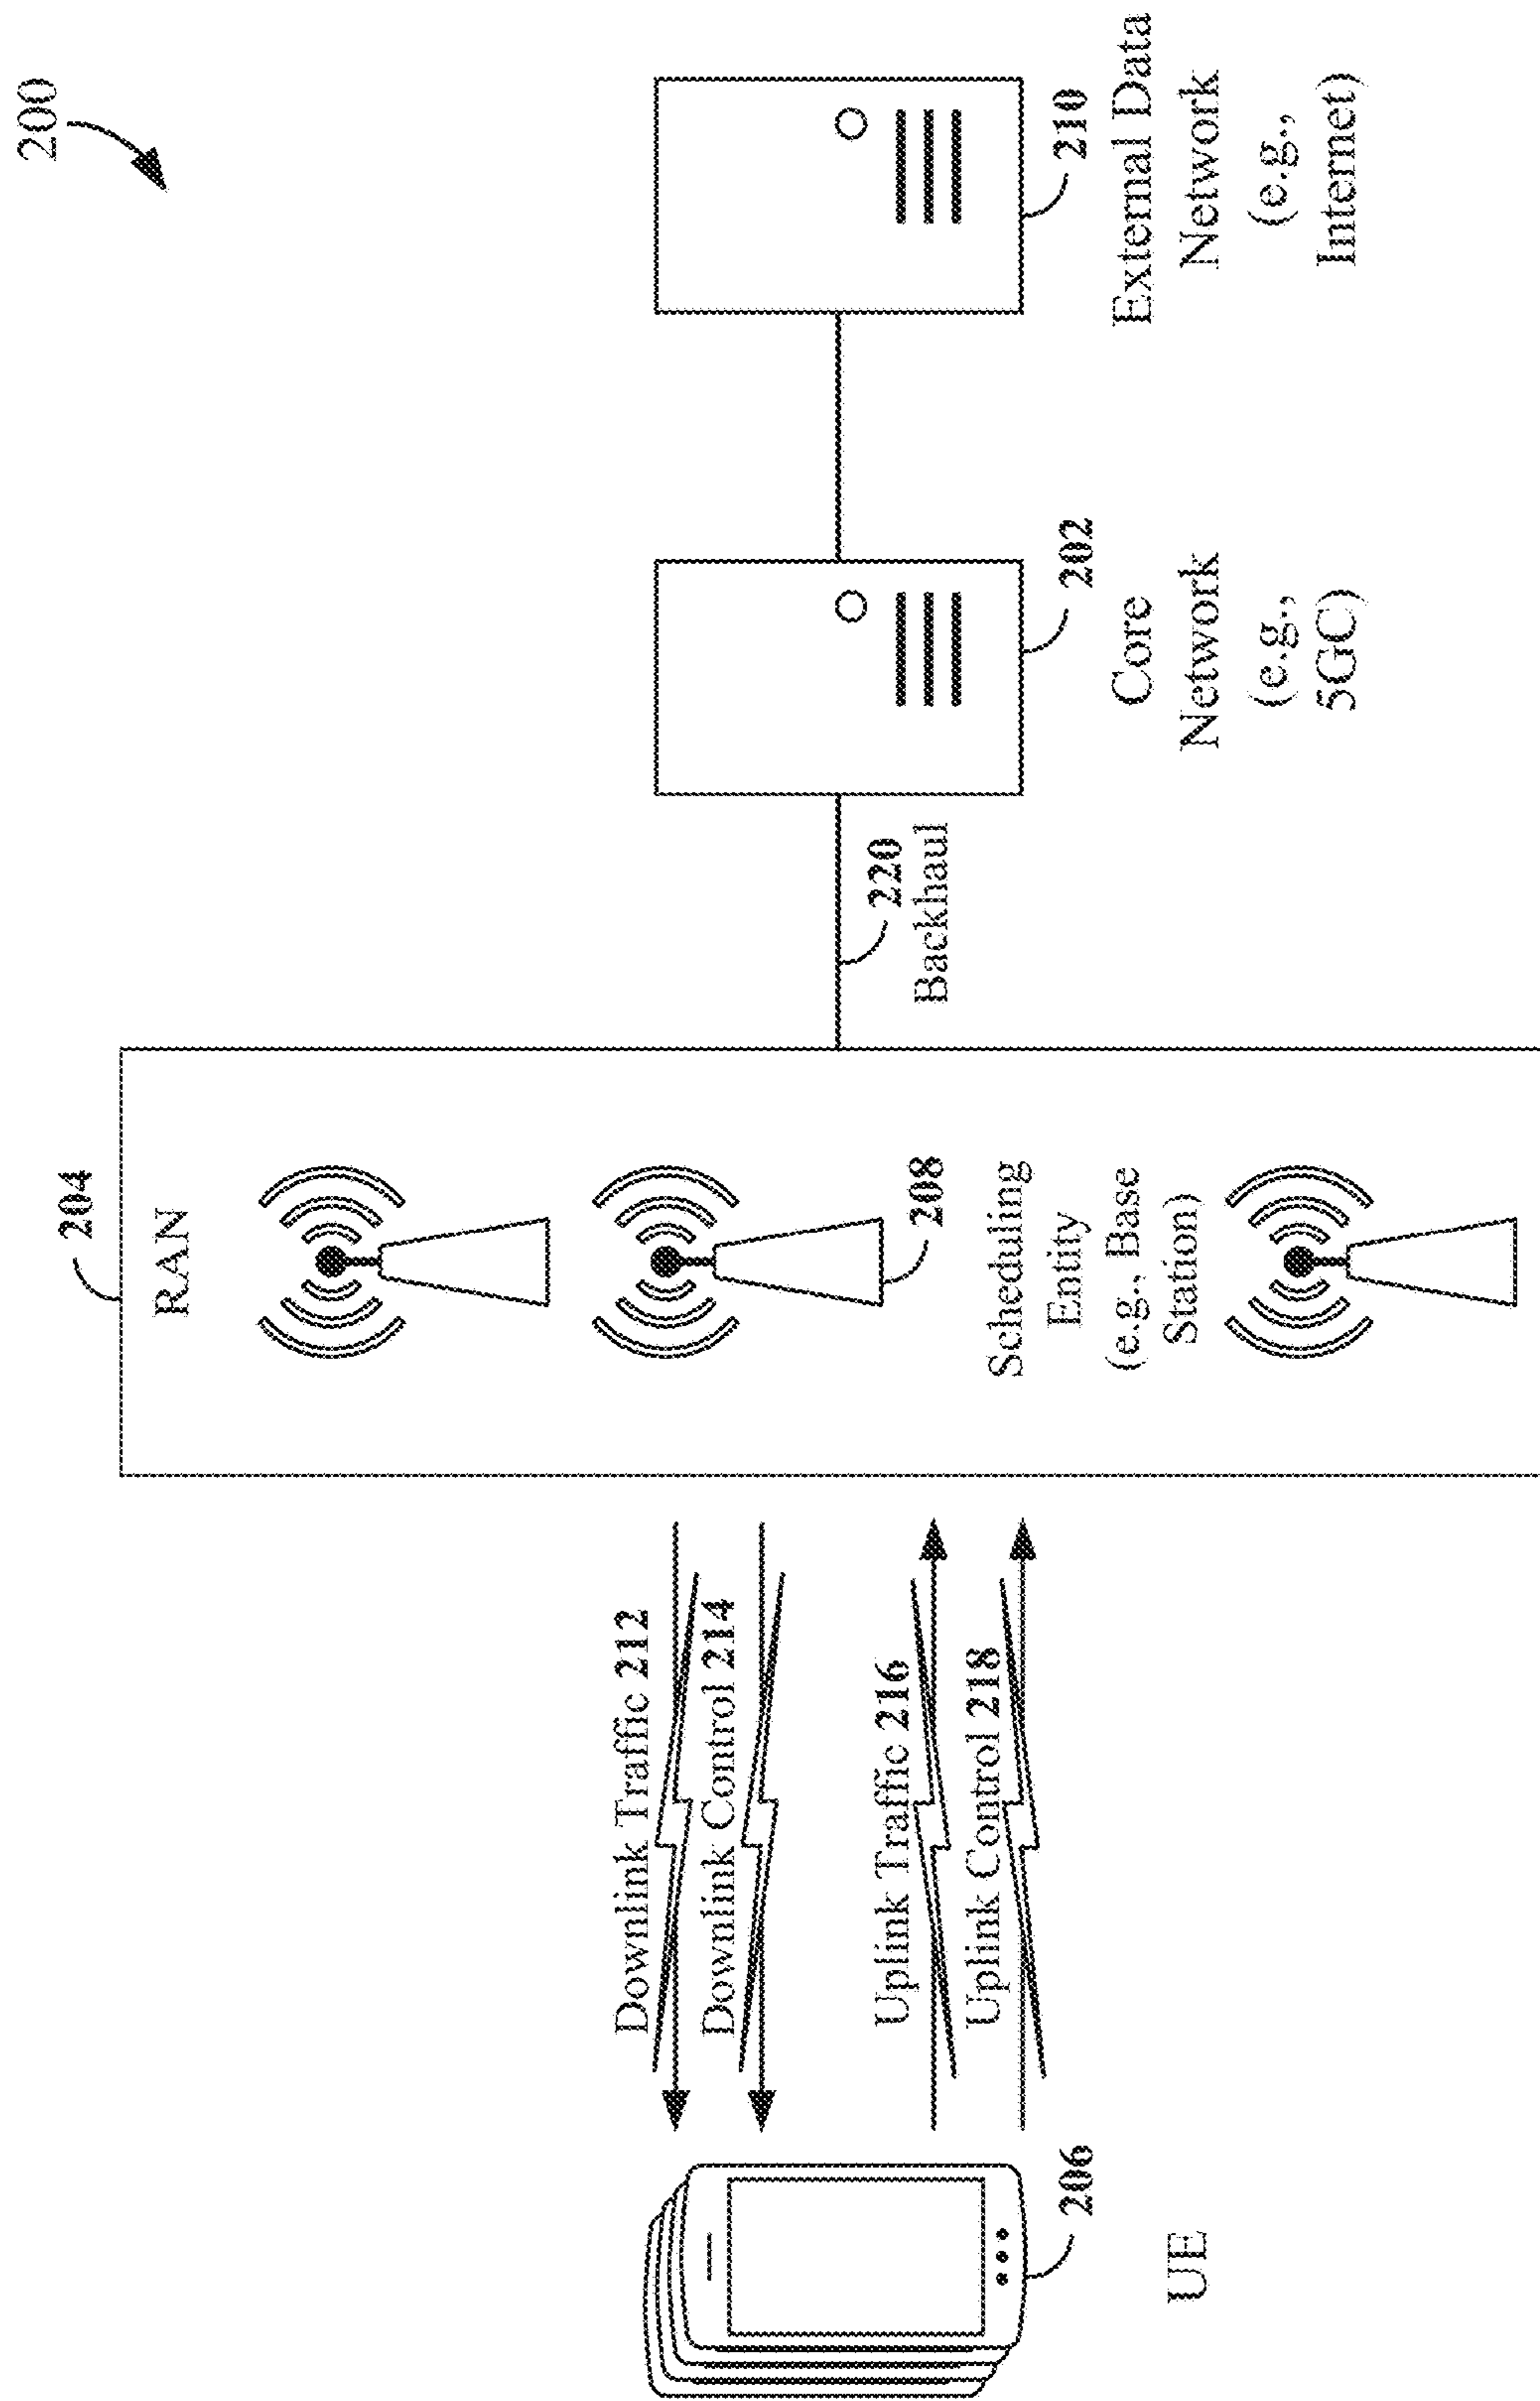 200
204
RAN
208
Scheduling
Entity
(e.g., Base
Station)
Downlink Traffic 212
Downlink Control 214
Uplink Traffic 216
Uplink Control 218
206
UE
220
Backhaul
202
Core
Network
(e.g.,
5GC)
210
External Data
Network
(e.g.,
Internet)